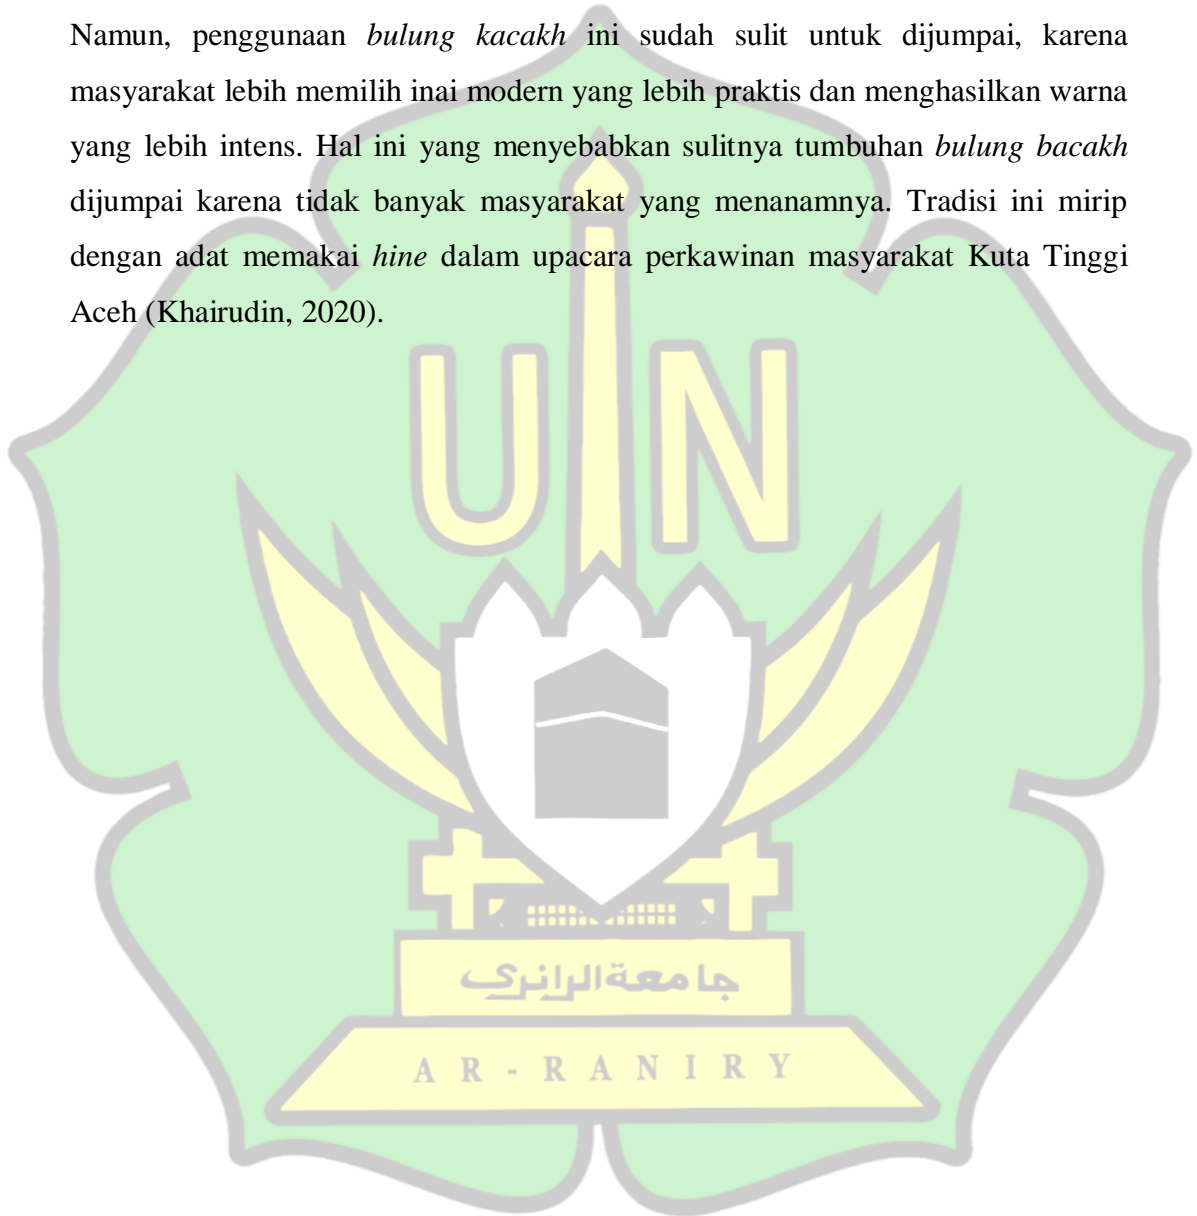 Namun, penggunaan bulung kacakh ini sudah sulit untuk dijumpai, karena
masyarakat lebih memilih inai modern yang lebih praktis dan menghasilkan warna
yang lebih intens. Hal ini yang menyebabkan sulitnya tumbuhan bulung bacakh
dijumpai karena tidak banyak masyarakat yang menanamnya. Tradisi ini mirip
dengan adat memakai hine dalam upacara perkawinan masyarakat Kuta Tinggi
Aceh (Khairudin, 2020).
UIN
جامعة الرانري
AR-RANIRY